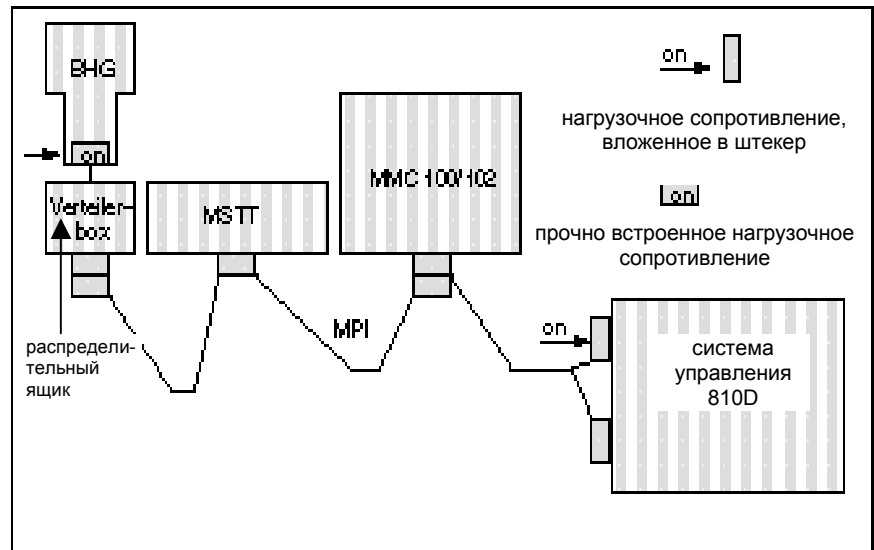 BHG
on
Verteiler-
box
MSTT
MMC 100/102
MPI
распредели-
тельный
ящик
on
нагрузочное сопротивление,
вложенное в штекер
on
прочно встроенное нагрузочное
сопротивление
on
система
управления
810D